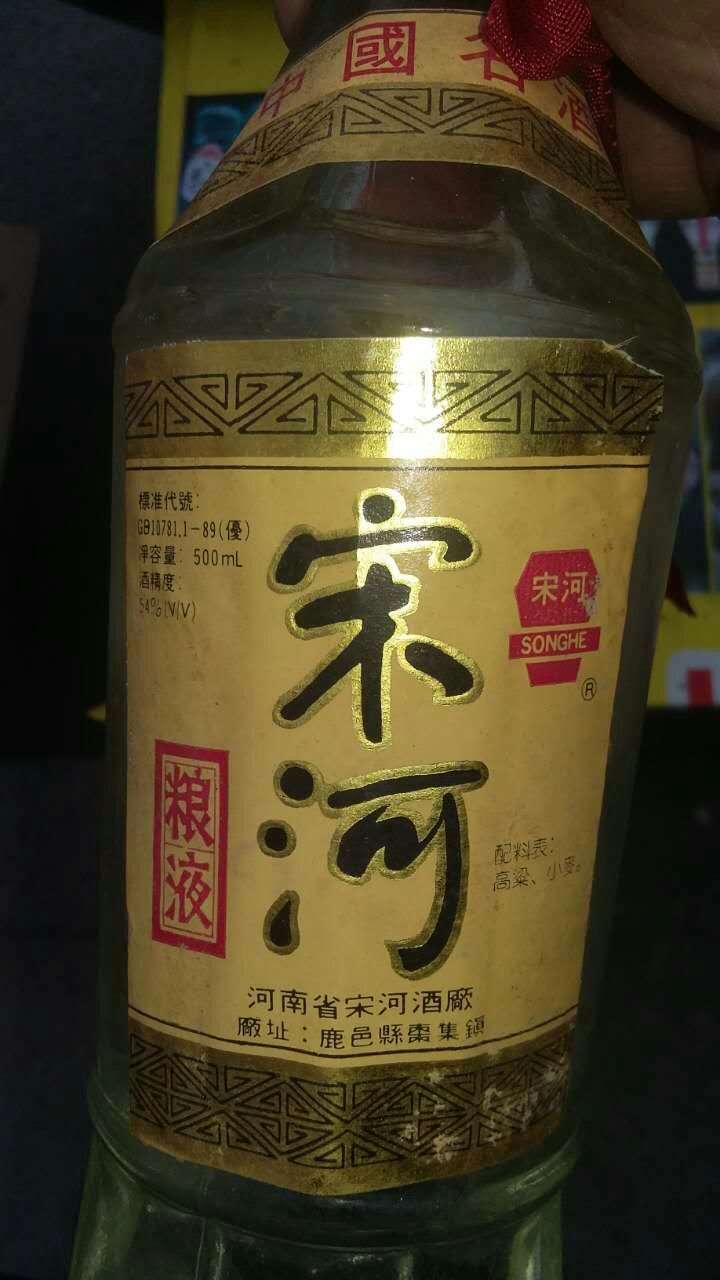 中國名酒
標准代號:
GB10781.1-89(優)
淨容量: 500mL
酒精度:
54%(V/V)
宋河
宋河
SONGHE
®
粮液
配料表:
高粱、小麥。
河南省宋河酒廠
廠址:鹿邑縣棗集鎮